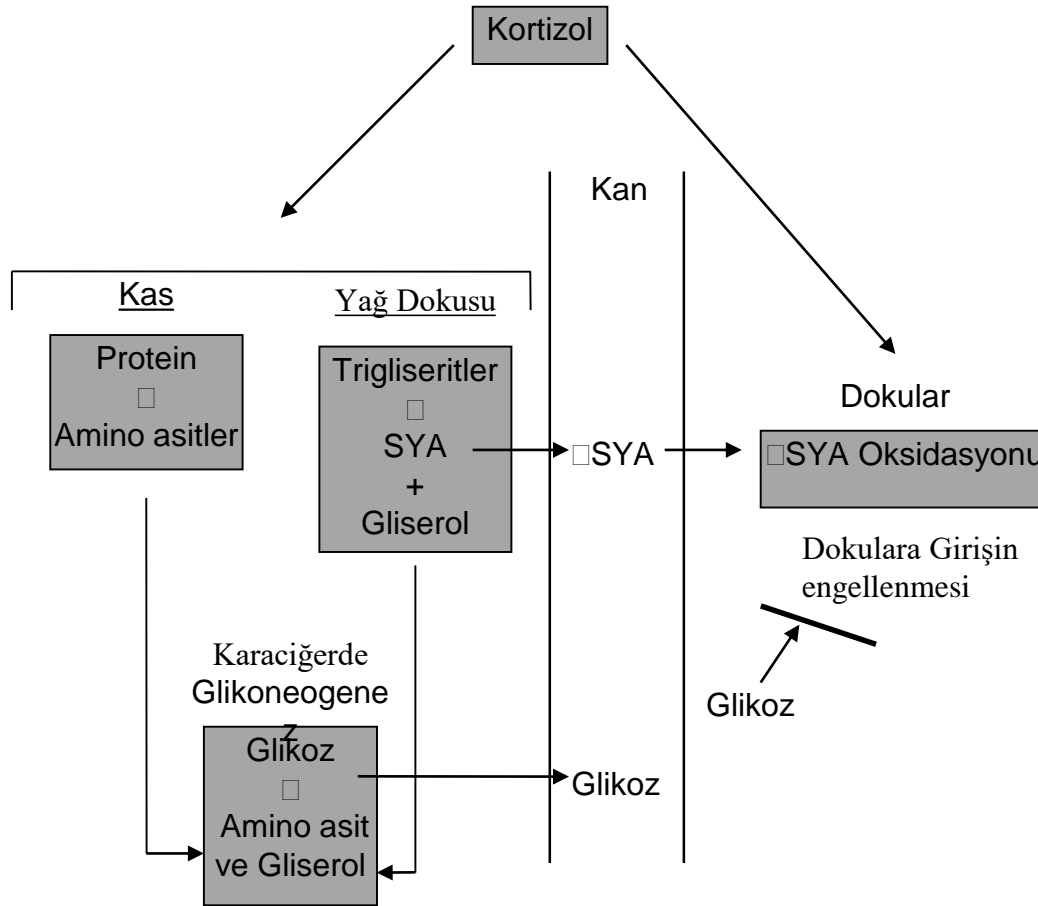 Kortizol
Kan
Kas
Yağ Dokusu
Protein
□
Amino asitler
Trigliseritler
□
SYA
+
Gliserol
□SYA
Dokular
□SYA Oksidasyonu
Dokulara Girişin
engellenmesi
Glikoz
Karaciğerde
Glikoneogene
z
Glikoz
□
Amino asit
ve Gliserol
Glikoz